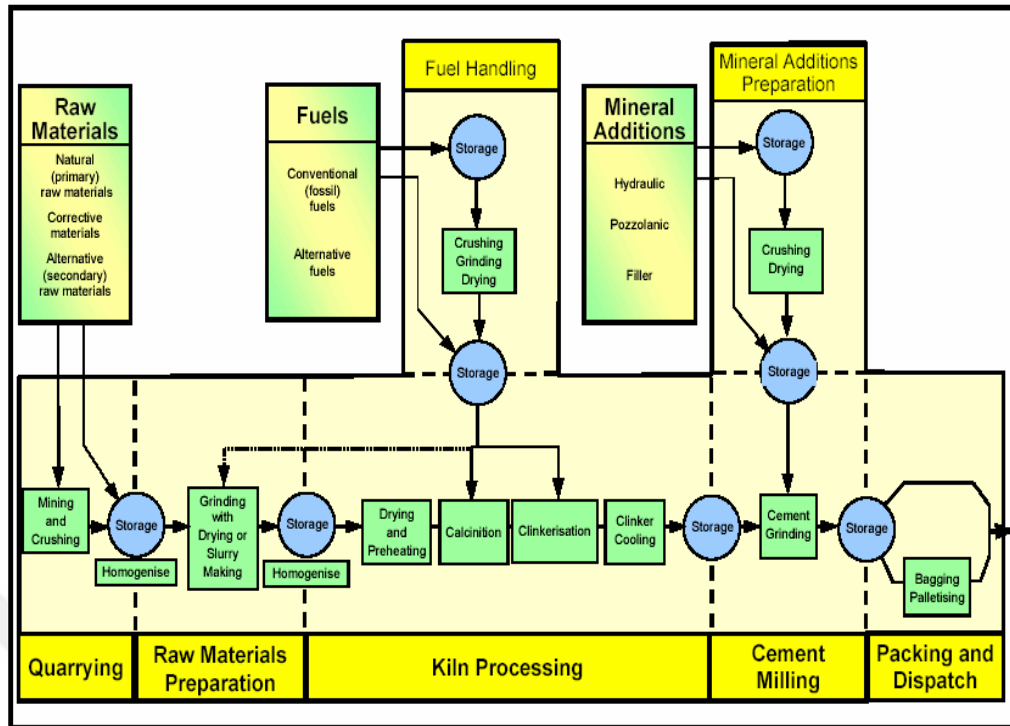 Fuel Handling
Mineral Additions
Preparation
Raw
Materials
Natural
(primary)
raw materials
Corrective
materials
Alternative
(secondary)
raw materials
Fuels
Conventional
(fossil)
fuels
Alternative
fuels
Storage
Crushing
Grinding
Drying
Storage
Mineral
Additions
Hydraulic
Pozzolanic
Filler
Storage
Crushing
Drying
Storage
Mining
and
Crushing
Storage
Homogenise
Grinding
with
Drying or
Slurry
Making
Storage
Homogenise
Drying
and
Preheating
Calcinition
Clinkerisation
Clinker
Cooling
Storage
Cement
Grinding
Storage
Bagging
Palletising
Quarrying
Raw Materials
Preparation
Kiln Processing
Cement
Milling
Packing and
Dispatch